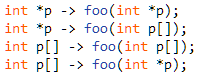 int *p -> foo(int *p);
int *p -> foo(int p[]);
int p[] -> foo(int p[]);
int p[] -> foo(int *p);